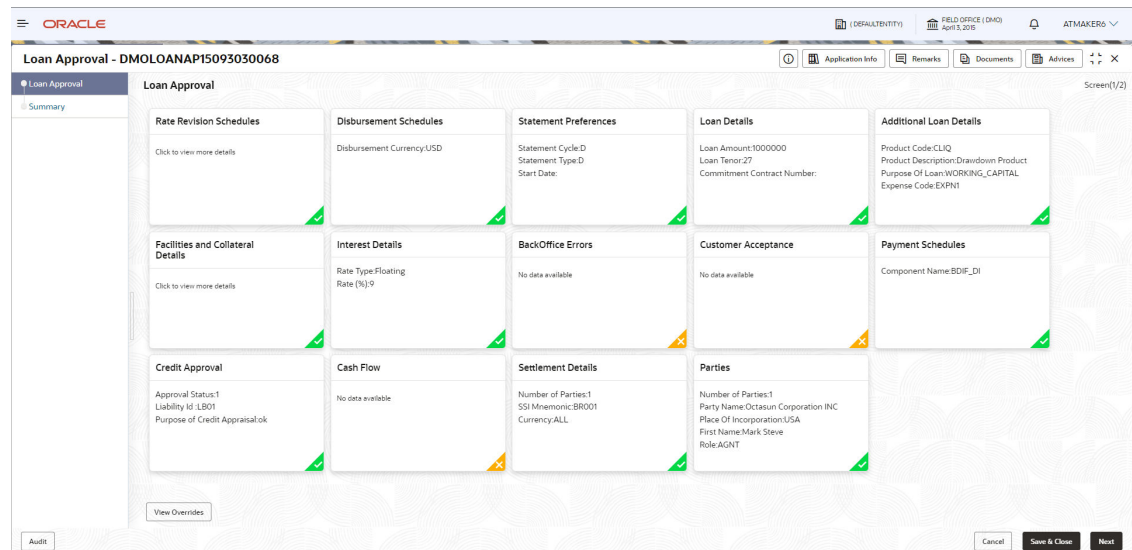 ORACLE
( DEFAULTENTITY)
FIELD OFFICE ( DMO)
April 3, 2015
ATMAKER6
Loan Approval - DMOLOANAP15093030068
Application Info
Remarks
Documents
Advices
Loan Approval
Summary
Loan Approval
Screen(1/2)
Rate Revision Schedules
Click to view more details
Disbursement Schedules
Disbursement Currency:USD
Statement Preferences
Statement Cycle:D
Statement Type:D
Start Date:
Loan Details
Loan Amount:1000000
Loan Tenor:27
Commitment Contract Number:
Additional Loan Details
Product Code:CLIQ
Product Description:Drawdown Product
Purpose Of Loan:WORKING_CAPITAL
Expense Code:EXPN1
Facilities and Collateral
Details
Click to view more details
Interest Details
Rate Type:Floating
Rate (%):9
BackOffice Errors
No data available
Customer Acceptance
No data available
Payment Schedules
Component Name:BDIF_DI
Credit Approval
Approval Status:1
Liability Id :LB01
Purpose of Credit Appraisal:ok
Cash Flow
No data available
Settlement Details
Number of Parties:1
SSI Mnemonic:BR001
Currency:ALL
Parties
Number of Parties:1
Party Name:Octasun Corporation INC
Place Of Incorporation:USA
First Name:Mark Steve
Role:AGNT
View Overrides
Audit
Cancel
Save & Close
Next